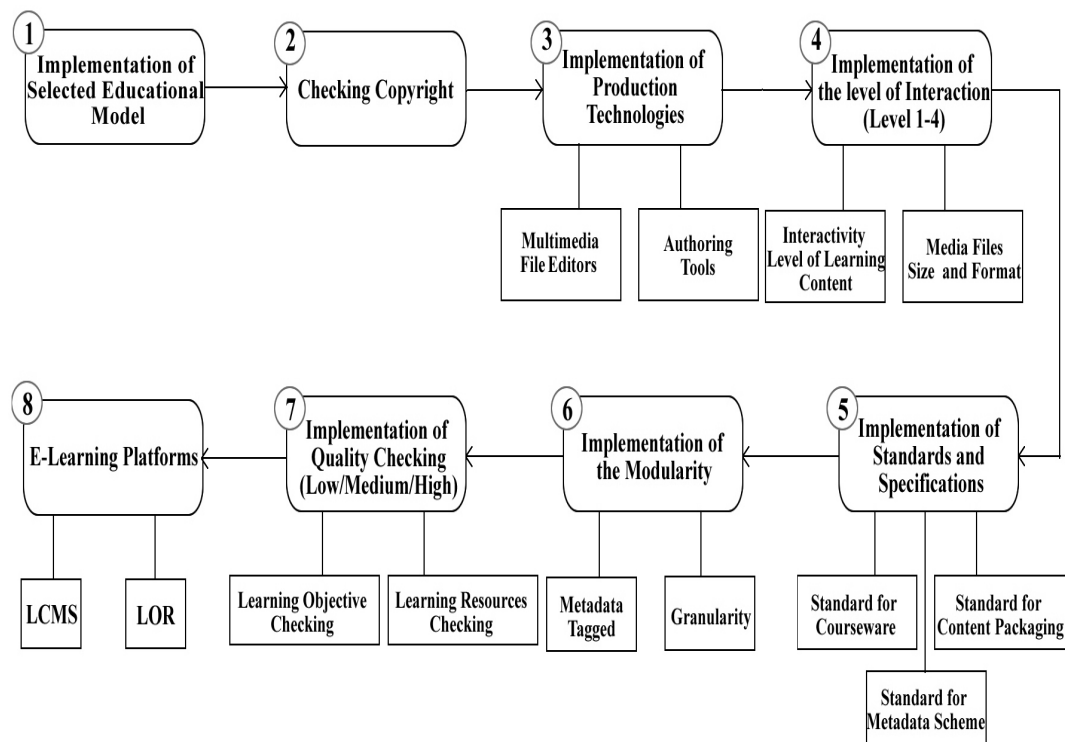 1
Implementation of
Selected Educational
Model
2
Checking Copyright
3
Implementation of
Production
Technologies
4
Implementation of
the level of Interaction
(Level 1-4)
Multimedia
File Editors
Authoring
Tools
Interactivity
Level of Learning
Content
Media Files
Size and Format
5
Implementation of
Standards and
Specifications
6
Implementation of
the Modularity
7
Implementation of
Quality Checking
(Low/Medium/High)
8
E-Learning Platforms
Standard for
Courseware
Standard for
Metadata Scheme
Standard for
Content Packaging
Metadata
Tagged
Granularity
Learning Objective
Checking
Learning Resources
Checking
LCMS
LOR